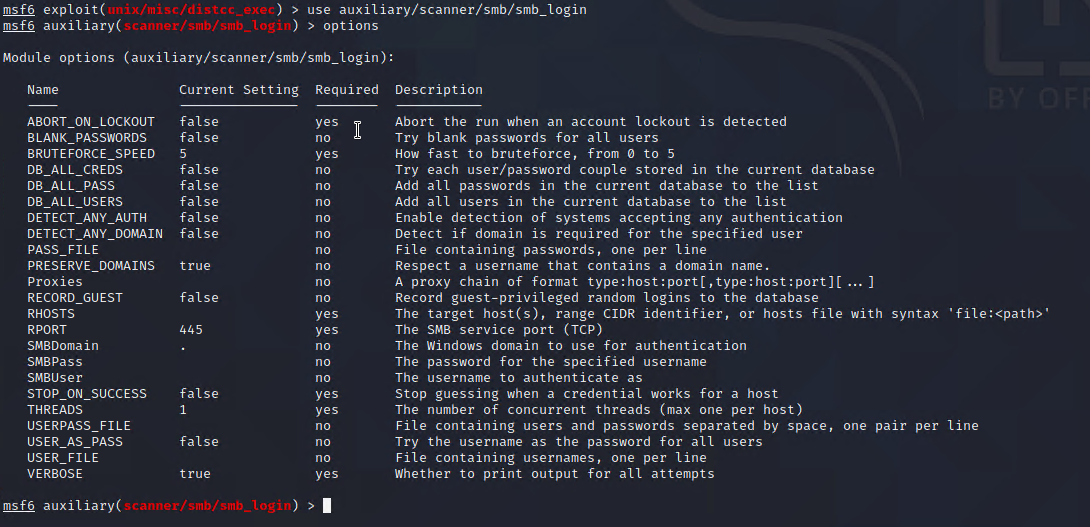 msf6 exploit(unix/misc/distcc_exec) > use auxiliary/scanner/smb/smb_login
msf6 auxiliary(scanner/smb/smb_login) > options
Module options (auxiliary/scanner/smb/smb_login):
Name Current Setting Required Description
ABORT_ON_LOCKOUT false yes Abort the run when an account lockout is detected
BLANK_PASSWORDS false no Try blank passwords for all users
BRUTEFORCE_SPEED 5 yes How fast to bruteforce, from 0 to 5
DB_ALL_CREDS false no Try each user/password couple stored in the current database
DB_ALL_PASS false no Add all passwords in the current database to the list
DB_ALL_USERS false no Add all users in the current database to the list
DETECT_ANY_AUTH false no Enable detection of systems accepting any authentication
DETECT_ANY_DOMAIN false no Detect if domain is required for the specified user
PASS_FILE no File containing passwords, one per line
PRESERVE_DOMAINS true no Respect a username that contains a domain name.
Proxies no A proxy chain of format type:host:port[,type:host:port][...]
RECORD_GUEST false no Record guest-privileged random logins to the database
RHOSTS yes The target host(s), range CIDR identifier, or hosts file with syntax 'file:<path>'
RPORT 445 yes The SMB service port (TCP)
SMBDomain . no The Windows domain to use for authentication
SMBPass no The password for the specified username
SMBUser no The username to authenticate as
STOP_ON_SUCCESS false yes Stop guessing when a credential works for a host
THREADS 1 yes The number of concurrent threads (max one per host)
USERPASS_FILE no File containing users and passwords separated by space, one pair per line
USER_AS_PASS false no Try the username as the password for all users
USER_FILE no File containing usernames, one per line
VERBOSE true yes Whether to print output for all attempts
msf6 auxiliary(scanner/smb/smb_login) >
BY OF